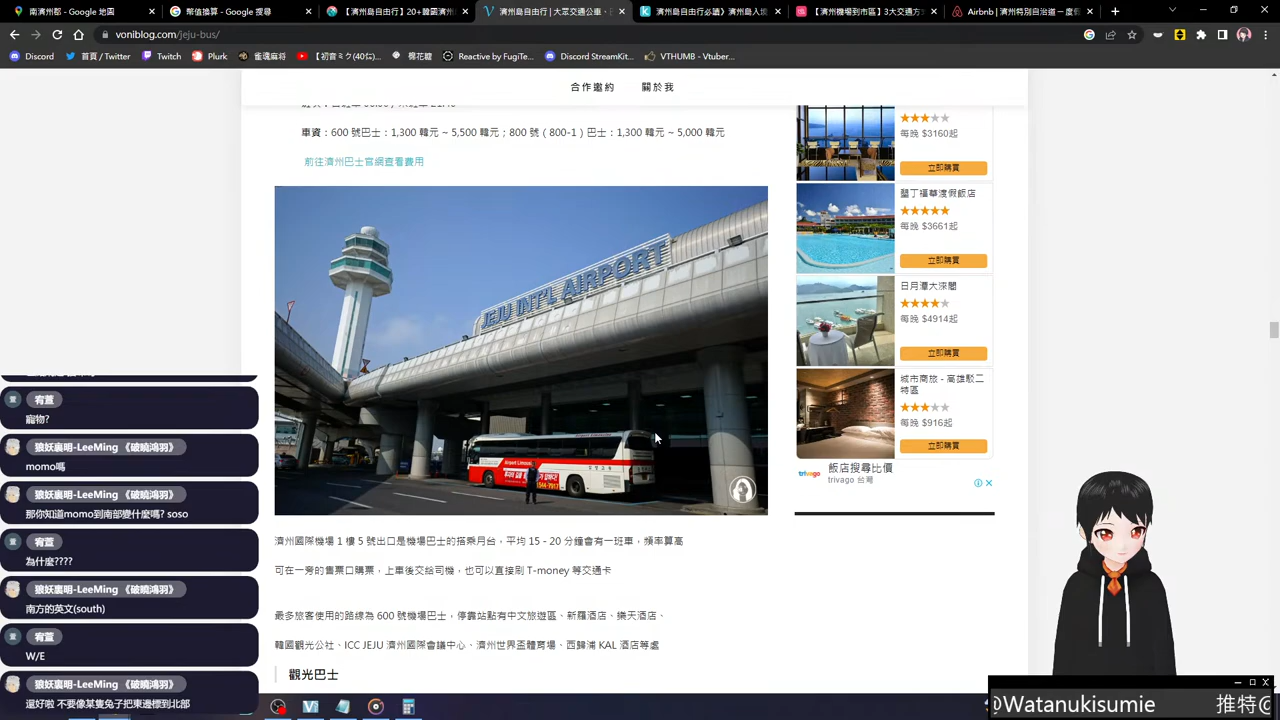 南濟州郡 - Google 地圖
幣值換算 - Google 搜尋
【濟州島自由行】20+韓國濟州
濟州島自由行 | 大眾交通公車、
濟州島自由行必讀》濟州島入境
【濟州機場到市區】3大交通方
Airbnb | 濟州特別自治道 – 度假
voniblog.com/jeju-bus/
Discord
首頁 / Twitter
Twitch
Plurk
雀魂麻將
棉花糖
Reactive by FugiTe...
Discord StreamKit...
VTHUMB - Vtuber...
合作邀約
關於我
車資：600 號巴士：1,300 韓元 ~ 5,500 韓元；800 號（800-1）巴士：1,300 韓元 ~ 5,000 韓元
前往濟州巴士官網查看費用
JEJU INT'L AIRPORT
濟州國際機場 1 樓 5 號出口是機場巴士的搭乘月台，平均 15 - 20 分鐘會有一班車，頻率算高
可在一旁的售票口購票，上車後交給司機，也可以直接刷 T-money 等交通卡
最多旅客使用的路線為 600 號機場巴士，停靠站點有中文旅遊區、新羅酒店、樂天酒店、
韓國觀光公社、ICC JEJU 濟州國際會議中心、濟州世界盃體育場、西歸浦 KAL 酒店等處
觀光巴士
每晚 $3160起
立即購買
墾丁福華渡假飯店
每晚 $3661起
立即購買
日月潭大淶閣
每晚 $4914起
立即購買
城市商旅 - 高雄駁二
特區
每晚 $916起
立即購買
trivago
飯店搜尋比價
trivago 台灣
宥萱
寵物?
狼妖裏明-LeeMing 《破曉鴻羽》
momo嗎
狼妖裏明-LeeMing 《破曉鴻羽》
那你知道momo到南部變什麼嗎? soso
宥萱
為什麼????
狼妖裏明-LeeMing 《破曉鴻羽》
南方的英文(south)
宥萱
W/E
狼妖裏明-LeeMing 《破曉鴻羽》
還好啦 不要像某隻兔子把東邊標到北部
@Watanukisumie
推特@